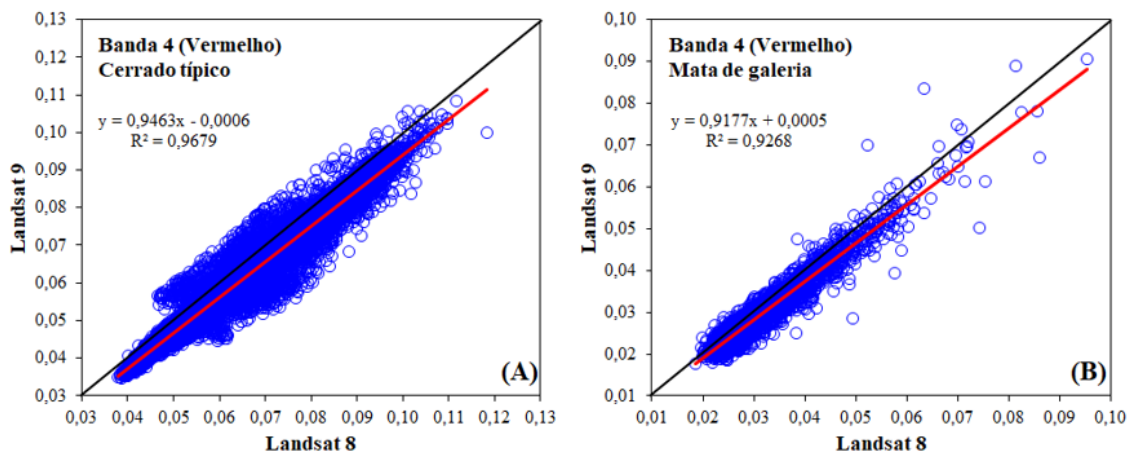 Banda 4 (Vermelho)
Cerrado típico
y = 0,9463x - 0,0006
R² = 0,9679
(A)
Landsat 9
0,13
0,12
0,11
0,10
0,09
0,08
0,07
0,06
0,05
0,04
0,03
0,03 0,04 0,05 0,06 0,07 0,08 0,09 0,10 0,11 0,12 0,13
Landsat 8
Banda 4 (Vermelho)
Mata de galeria
y = 0,9177x + 0,0005
R² = 0,9268
(B)
Landsat 9
0,10
0,09
0,08
0,07
0,06
0,05
0,04
0,03
0,02
0,01
0,01 0,02 0,03 0,04 0,05 0,06 0,07 0,08 0,09 0,10
Landsat 8